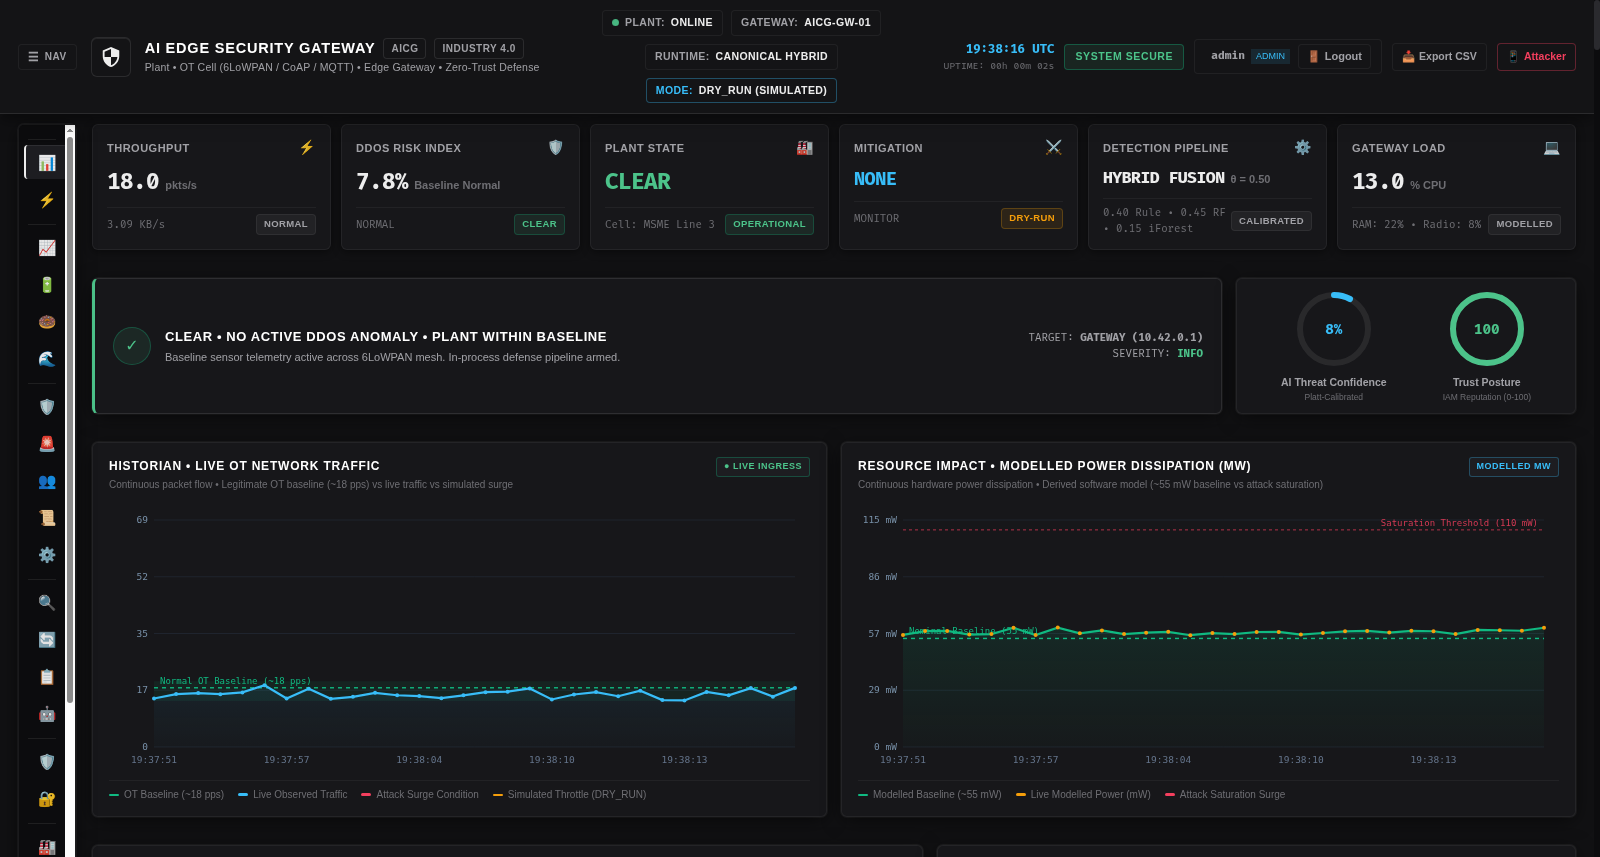 ☰ NAV
AI EDGE SECURITY GATEWAY AICG INDUSTRY 4.0
Plant • OT Cell (6LoWPAN / CoAP / MQTT) • Edge Gateway • Zero-Trust Defense
● PLANT: ONLINE
GATEWAY: AICG-GW-01
RUNTIME: CANONICAL HYBRID
MODE: DRY_RUN (SIMULATED)
19:38:16 UTC
UPTIME: 00h 00m 02s
SYSTEM SECURE
admin ADMIN
Logout
Export CSV
Attacker
THROUGHPUT
18.0 pkts/s
3.09 KB/s NORMAL
DDOS RISK INDEX
7.8% Baseline Normal
NORMAL CLEAR
PLANT STATE
CLEAR
Cell: MSME Line 3 OPERATIONAL
MITIGATION
NONE
MONITOR DRY-RUN
DETECTION PIPELINE
HYBRID FUSION θ = 0.50
0.40 Rule • 0.45 RF
• 0.15 iForest
CALIBRATED
GATEWAY LOAD
13.0 % CPU
RAM: 22% • Radio: 8% MODELLED
✓
CLEAR • NO ACTIVE DDOS ANOMALY • PLANT WITHIN BASELINE
Baseline sensor telemetry active across 6LoWPAN mesh. In-process defense pipeline armed.
TARGET: GATEWAY (10.42.0.1)
SEVERITY: INFO
8%
AI Threat Confidence
Platt-Calibrated
100
Trust Posture
IAM Reputation (0-100)
HISTORIAN • LIVE OT NETWORK TRAFFIC
● LIVE INGRESS
Continuous packet flow • Legitimate OT baseline (~18 pps) vs live traffic vs simulated surge
69
52
35
17
0
Normal OT Baseline (~18 pps)
19:37:51 19:37:57 19:38:04 19:38:10 19:38:13
OT Baseline (~18 pps) Live Observed Traffic Attack Surge Condition Simulated Throttle (DRY_RUN)
RESOURCE IMPACT • MODELLED POWER DISSIPATION (MW)
MODELLED MW
Continuous hardware power dissipation • Derived software model (~55 mW baseline vs attack saturation)
115 mW
86 mW
57 mW
29 mW
0 mW
Saturation Threshold (110 mW)
Nominal Baseline (55 mW)
19:37:51 19:37:57 19:38:04 19:38:10 19:38:13
Modelled Baseline (~55 mW) Live Modelled Power (mW) Attack Saturation Surge